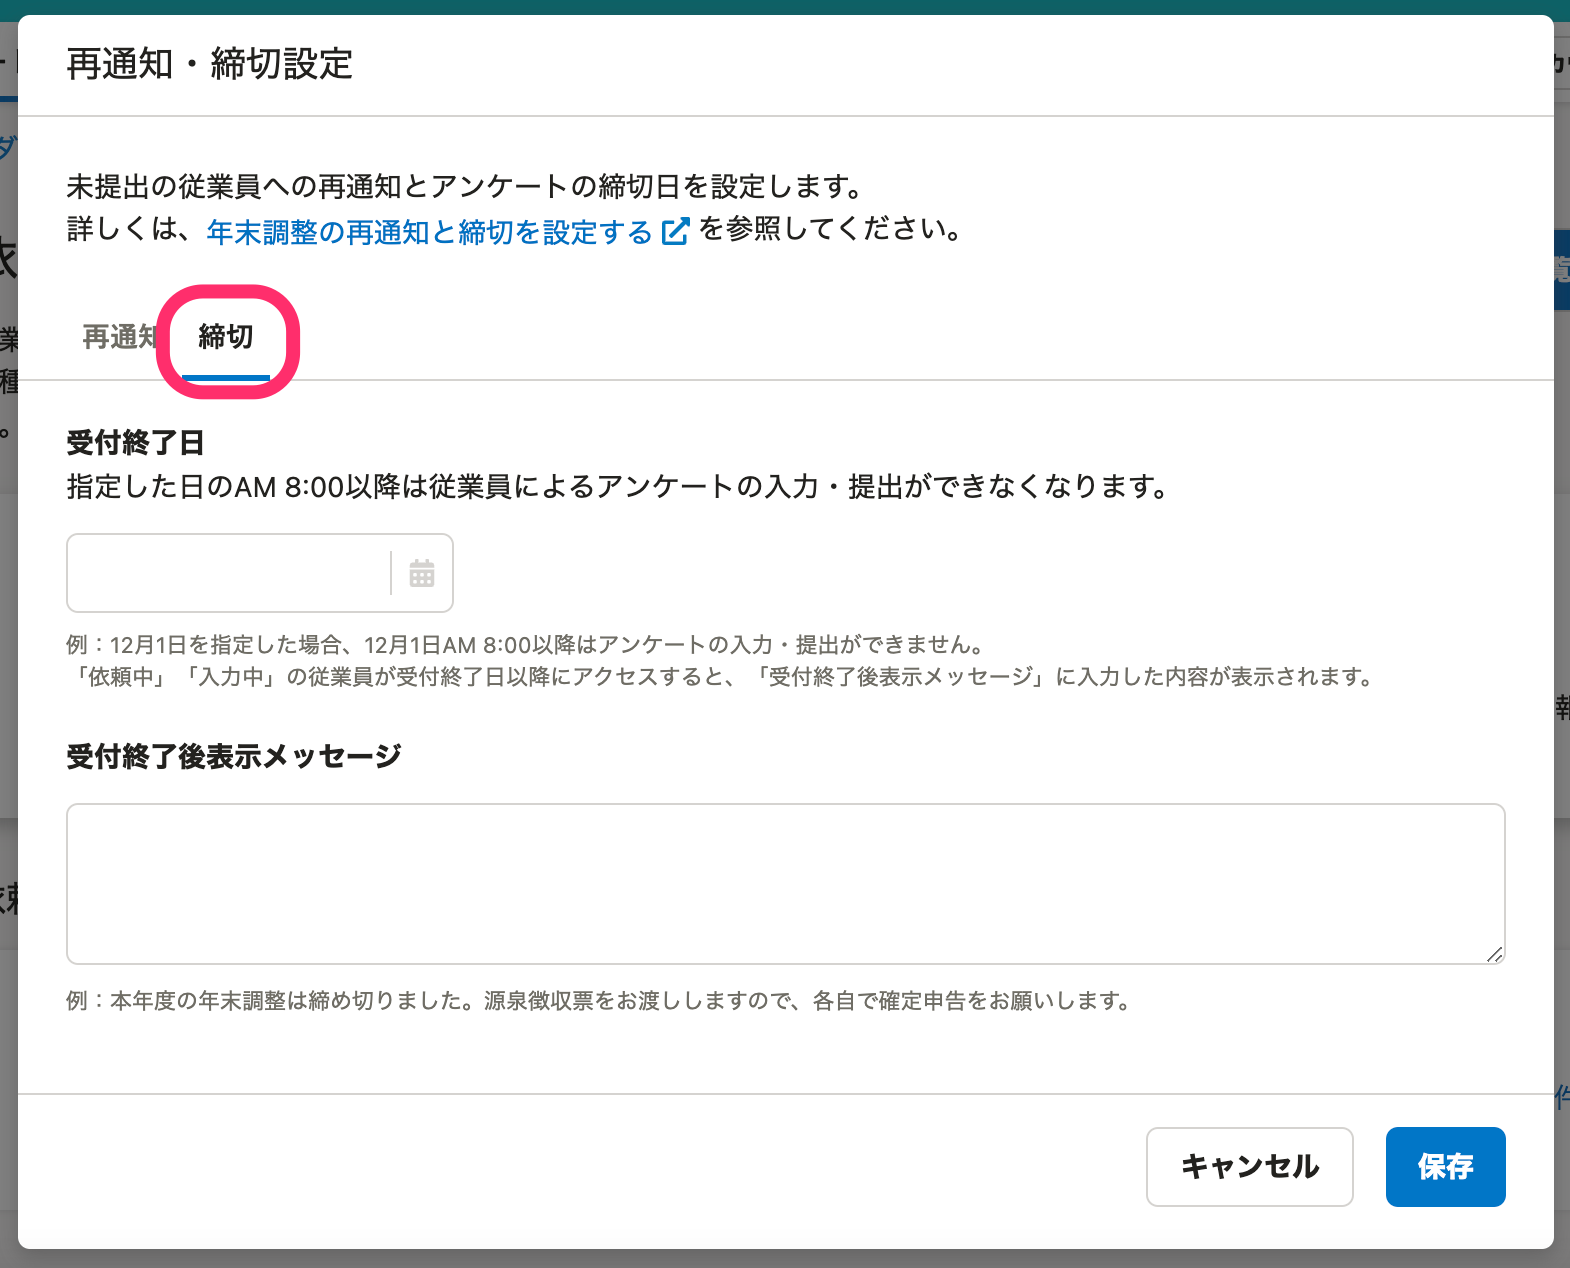 再通知・締切設定
未提出の従業員への再通知とアンケートの締切日を設定します。
詳しくは、年末調整の再通知と締切を設定する を参照してください。
再通知 締切
受付終了日
指定した日のAM 8:00以降は従業員によるアンケートの入力・提出ができなくなります。
例：12月1日を指定した場合、12月1日AM 8:00以降はアンケートの入力・提出ができません。
「依頼中」「入力中」の従業員が受付終了日以降にアクセスすると、「受付終了後表示メッセージ」に入力した内容が表示されます。
受付終了後表示メッセージ
例：本年度の年末調整は締め切りました。源泉徴収票をお渡ししますので、各自で確定申告をお願いします。
キャンセル 保存